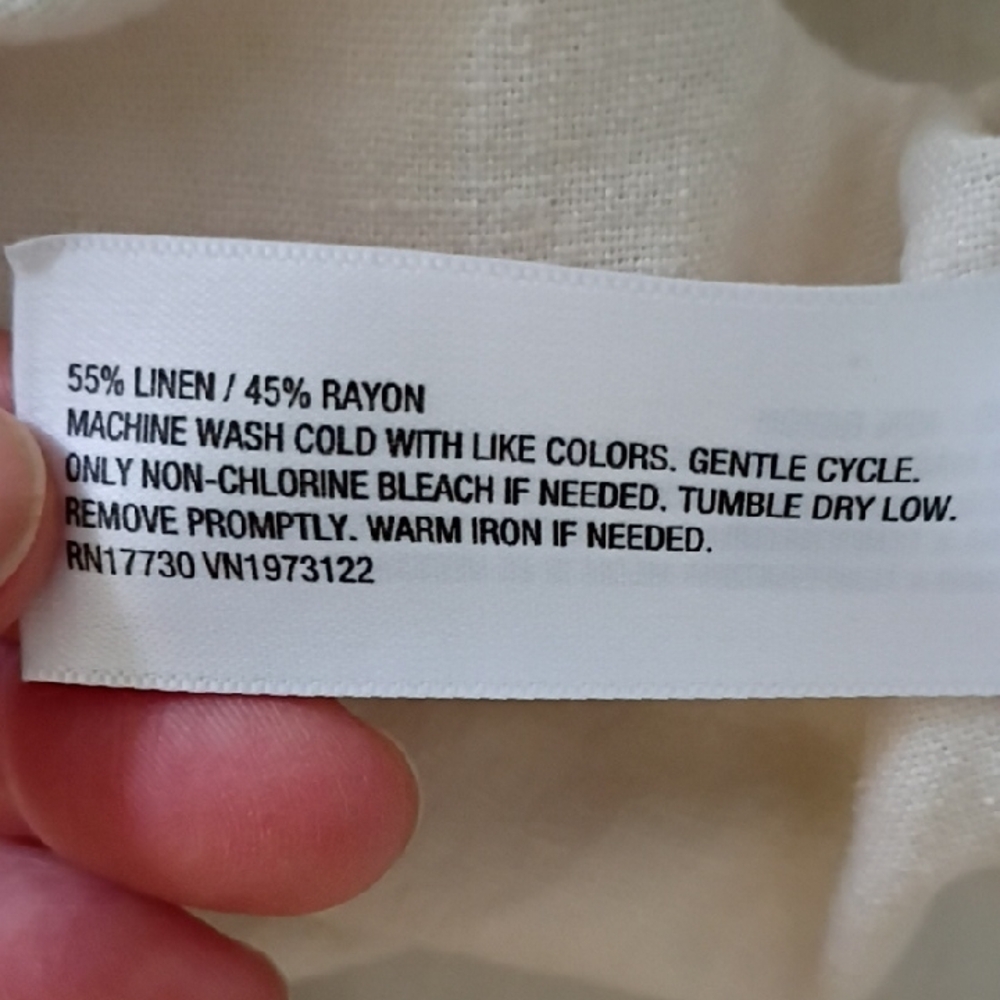 55% LINEN / 45% RAYON
MACHINE WASH COLD WITH LIKE COLORS. GENTLE CYCLE.
ONLY NON-CHLORINE BLEACH IF NEEDED. TUMBLE DRY LOW.
REMOVE PROMPTLY. WARM IRON IF NEEDED.
RN17730 VN1973122